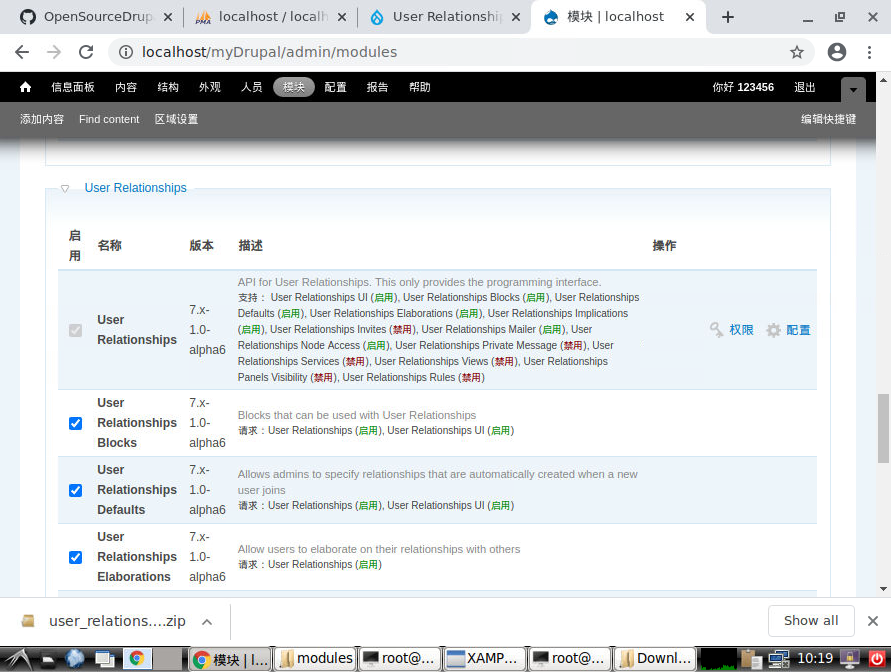 OpenSourceDrup
localhost / localh
User Relationship
模块 | localhost
localhost/myDrupal/admin/modules
信息面板 内容 结构 外观 人员 模块 配置 报告 帮助 你好 123456 退出
添加内容 Find content 区域设置 编辑快捷键
User Relationships
启用 名称 版本 描述 操作
User Relationships
7.x-1.0-alpha6
API for User Relationships. This only provides the programming interface.
支持： User Relationships UI (启用), User Relationships Blocks (启用), User Relationships
Defaults (启用), User Relationships Elaborations (启用), User Relationships Implications
(启用), User Relationships Invites (禁用), User Relationships Mailer (启用), User
Relationships Node Access (启用), User Relationships Private Message (禁用), User
Relationships Services (禁用), User Relationships Views (禁用), User Relationships
Panels Visibility (禁用), User Relationships Rules (禁用)
权限 配置
User Relationships Blocks
7.x-1.0-alpha6
Blocks that can be used with User Relationships
请求：User Relationships (启用), User Relationships UI (启用)
User Relationships Defaults
7.x-1.0-alpha6
Allows admins to specify relationships that are automatically created when a new
user joins
请求：User Relationships (启用), User Relationships UI (启用)
User Relationships Elaborations
7.x-1.0-alpha6
Allow users to elaborate on their relationships with others
请求：User Relationships (启用)
user_relations....zip
Show all
模块 | l... modules root@... XAMP... root@... Downl... 10:19